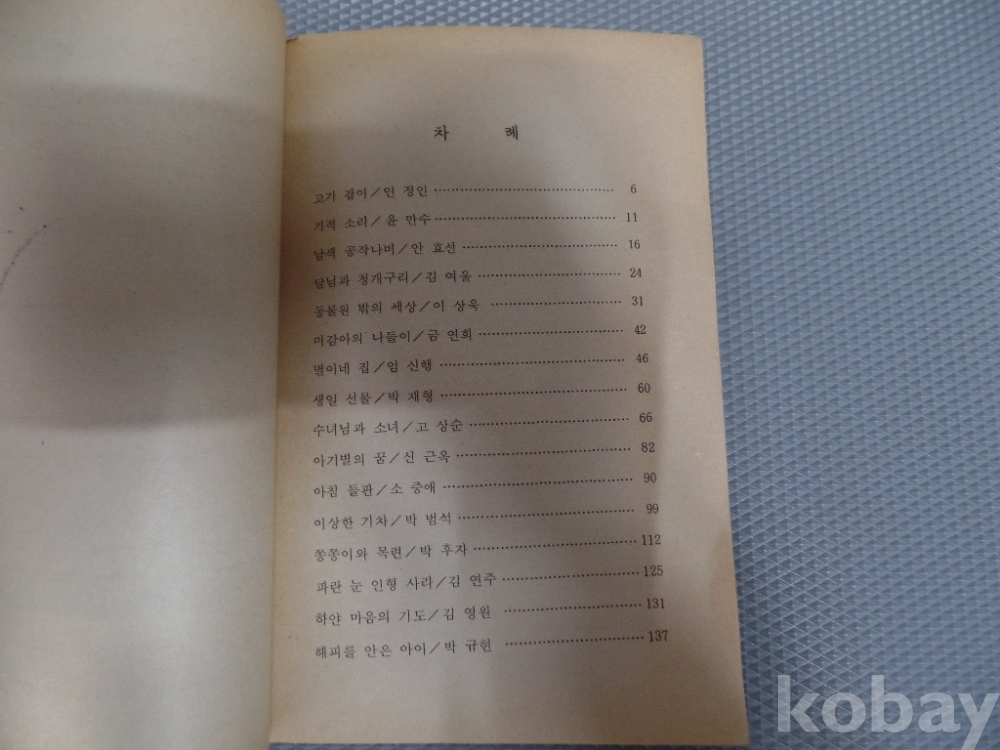 차 례
고기 잡이/인 정인 6
기적 소리/윤 만수 11
남색 공작나비/안 효선 16
달님과 청개구리/김 여울 24
동물원 밖의 세상/이 상욱 31
미감아의 나들이/금 연희 42
별이네 집/임 신행 46
생일 선물/박 재형 60
수녀님과 소녀/고 상순 66
아기별의 꿈/신 근옥 82
아침 들판/소 중애 90
이상한 기차/박 범석 99
쫑쫑이와 목련/박 후자 112
파란 눈 인형 사라/김 연주 125
하얀 마음의 기도/김 영원 131
해피를 안은 아이/박 규현 137
kobay